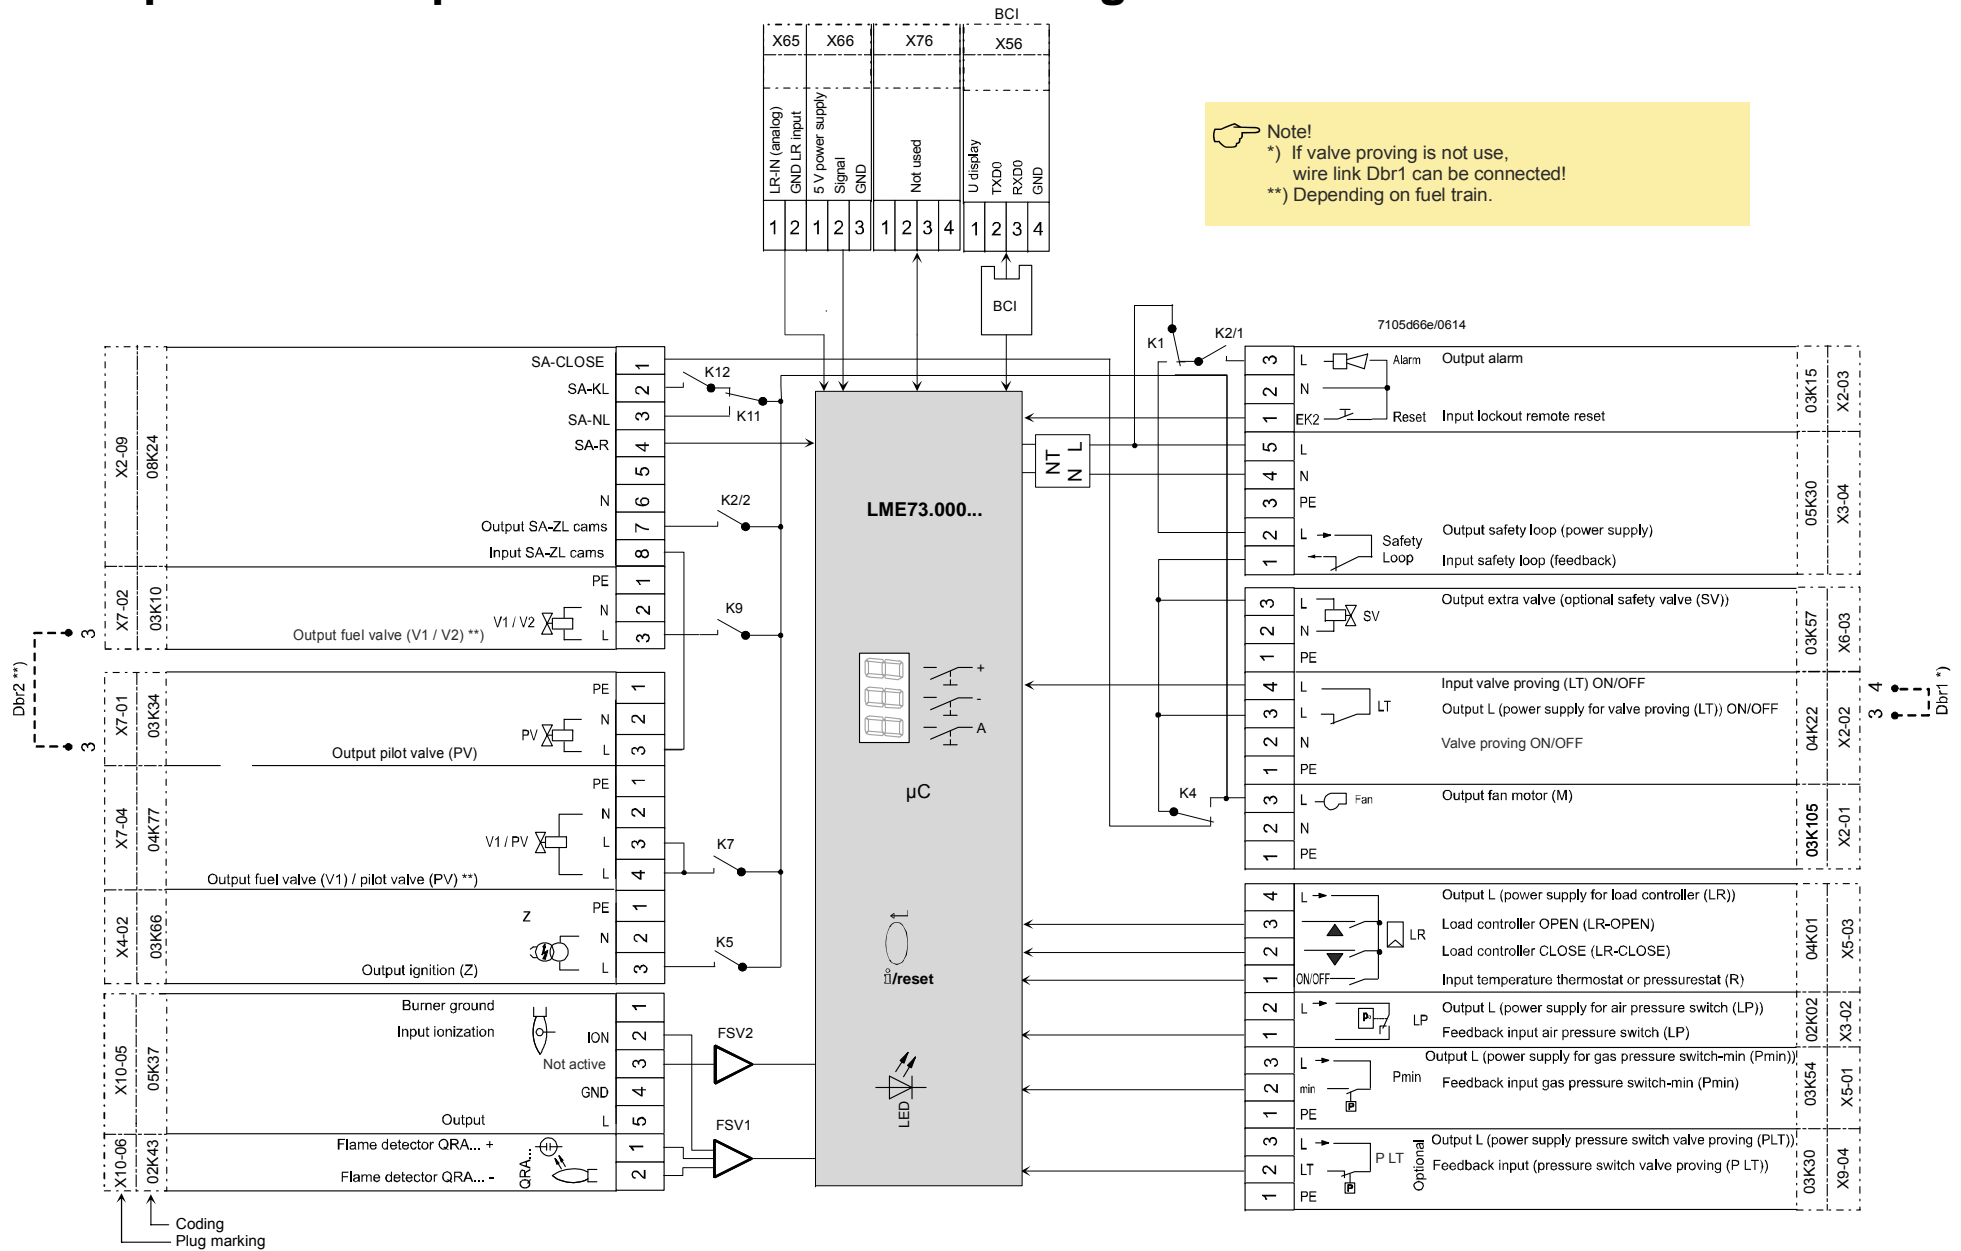 BCI
X65 X66 X76 X56
LR-IN (analog)
GND LR input
5 V power supply
Signal
GND
Not used
U display
TXD0
RXD0
GND
1 2 1 2 3 1 2 3 4 1 2 3 4
BCI
Note!
*) If valve proving is not use,
wire link Dbr1 can be connected!
**) Depending on fuel train.
7105d66e/0614
X2-09
08K24
SA-CLOSE 1
SA-KL 2
SA-NL 3
SA-R 4
5
N 6
Output SA-ZL cams 7
Input SA-ZL cams 8
K12
K11
K2/2
X7-02
03K10
PE 1
V1 / V2 N 2
Output fuel valve (V1 / V2) **) L 3
K9
Dbr2 **)
3
3
X7-01
03K34
PE 1
PV N 2
Output pilot valve (PV) L 3
X7-04
04K77
PE 1
N 2
V1 / PV L 3
Output fuel valve (V1) / pilot valve (PV) **) L 4
K7
X4-02
03K66
PE 1
Z N 2
Output ignition (Z) L 3
K5
X10-05
05K37
Burner ground 1
Input ionization ION 2
Not active 3
GND 4
Output L 5
FSV2
X10-06
02K43
Flame detector QRA... + 1
Flame detector QRA... - 2
QRA...
FSV1
Coding
Plug marking
LME73.000...
+
-
A
µC
i/reset
LED
NT
N L
K1
K2/1
K4
3 L Alarm Output alarm
2 N
1 EK2 Reset Input lockout remote reset
03K15
X2-03
5 L
4 N
3 PE
2 L Output safety loop (power supply)
Safety
Loop
1 Input safety loop (feedback)
05K30
X3-04
3 L SV Output extra valve (optional safety valve (SV))
2 N
1 PE
03K57
X6-03
4 L Input valve proving (LT) ON/OFF
LT
3 L Output L (power supply for valve proving (LT)) ON/OFF
2 N Valve proving ON/OFF
1 PE
04K22
X2-02
4
3
Dbr1 *)
3 L Fan Output fan motor (M)
2 N
1 PE
03K105
X2-01
4 L Output L (power supply for load controller (LR))
3 Load controller OPEN (LR-OPEN)
LR
2 Load controller CLOSE (LR-CLOSE)
1 ON/OFF Input temperature thermostat or pressurestat (R)
04K01
X5-03
2 L Output L (power supply for air pressure switch (LP))
P LP
1 Feedback input air pressure switch (LP)
02K02
X3-02
3 L Output L (power supply for gas pressure switch-min (Pmin))
Pmin
2 min Feedback input gas pressure switch-min (Pmin)
P
1 PE
03K54
X5-01
3 L Output L (power supply pressure switch valve proving (PLT))
P LT
Optional
2 LT Feedback input (pressure switch valve proving (P LT))
P
1 PE
03K30
X9-04